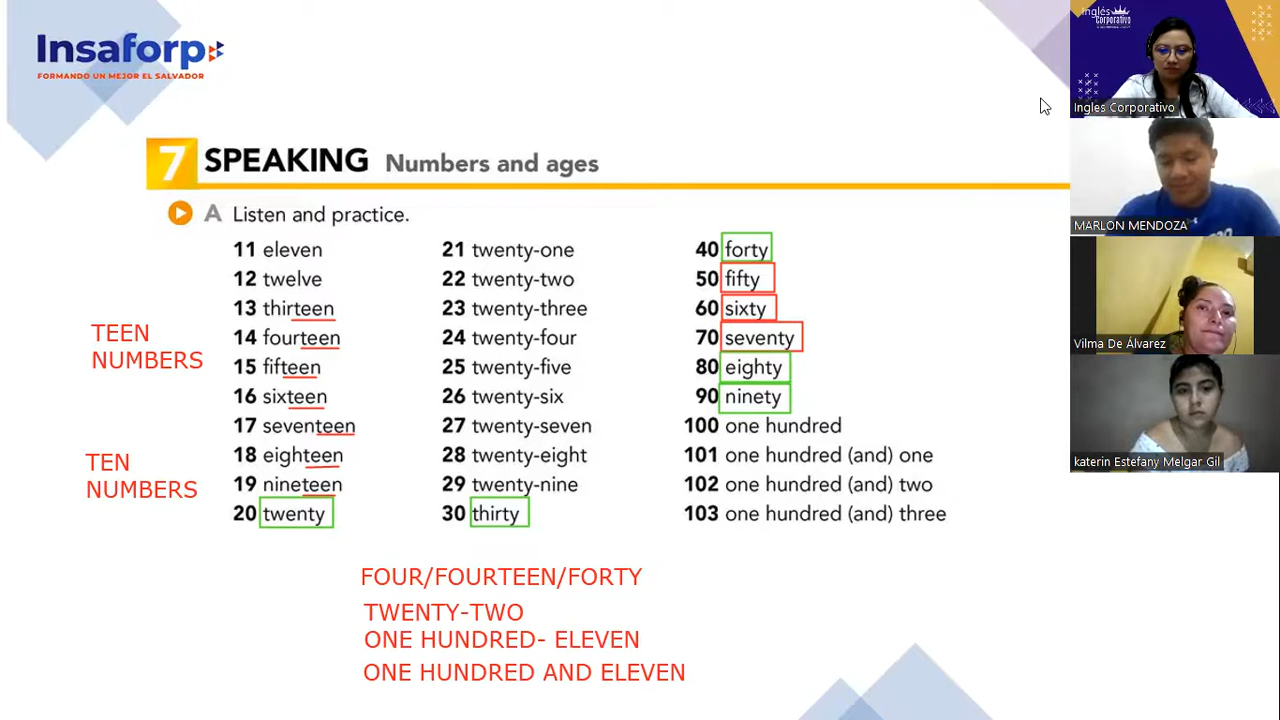 Insaforp
FORMANDO UN MEJOR EL SALVADOR
7 SPEAKING Numbers and ages
A Listen and practice.
11 eleven
12 twelve
13 thirteen
14 fourteen
15 fifteen
16 sixteen
17 seventeen
18 eighteen
19 nineteen
20 twenty
21 twenty-one
22 twenty-two
23 twenty-three
24 twenty-four
25 twenty-five
26 twenty-six
27 twenty-seven
28 twenty-eight
29 twenty-nine
30 thirty
40 forty
50 fifty
60 sixty
70 seventy
80 eighty
90 ninety
100 one hundred
101 one hundred (and) one
102 one hundred (and) two
103 one hundred (and) three
TEEN
NUMBERS
TEN
NUMBERS
FOUR/FOURTEEN/FORTY
TWENTY-TWO
ONE HUNDRED- ELEVEN
ONE HUNDRED AND ELEVEN
Inglés
Corporativo
Inglés Corporativo
MARLON MENDOZA
Vilma De Álvarez
katerin Estefany Melgar Gil